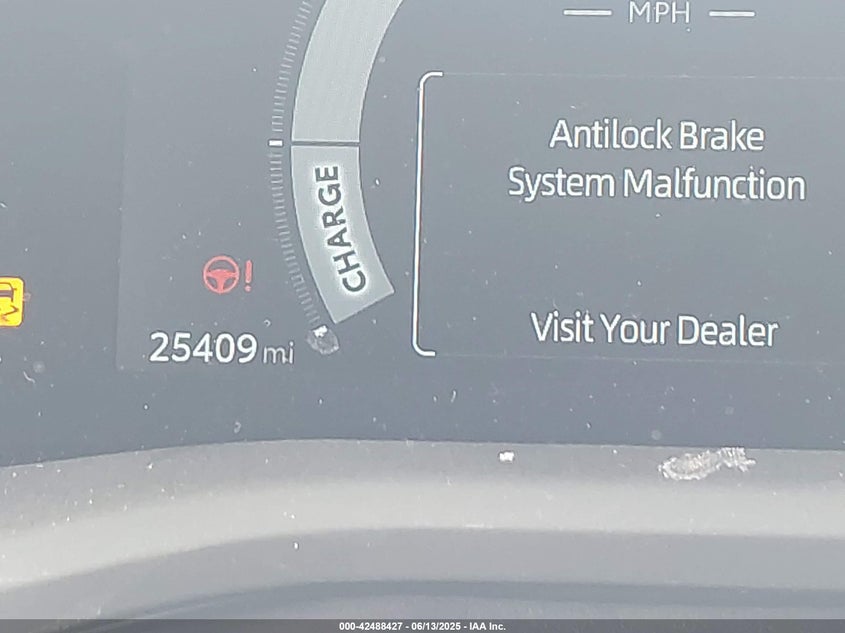 MPH
Antilock Brake
System Malfunction
CHARGE
Visit Your Dealer
25409 mi
000-42488427 - 06/13/2025 - IAA Inc.